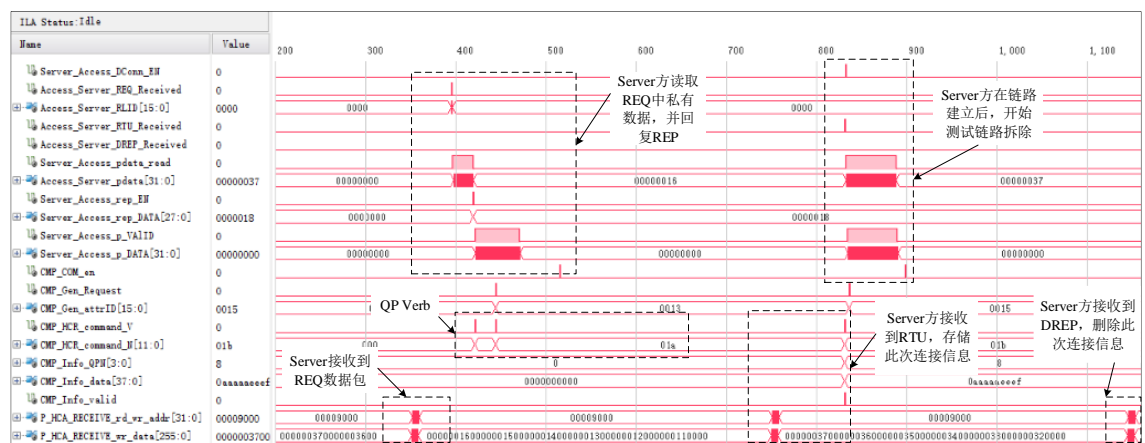 ILA Status:Idle
Name Value 200 300 400 500 600 700 800 900 1,000 1,100
Server_Access_DConn_EN 0
Access_Server_REQ_Received 0
Access_Server_RLID[15:0] 0000 0000 0000
Access_Server_RTU_Received 0
Access_Server_DREP_Received 0
Server_Access_pdata_read 0
Access_Server_pdata[31:0] 00000037 00000000 00000016 00000037
Server_Access_rep_EN 0
Server_Access_rep_DATA[27:0] 0000018 0000000 0000018
Server_Access_p_VAlID 0
Server_Access_p_DATA[31:0] 00000000 00000000 00000000 00000000
CMP_COM_en 0
CMP_Gen_Request 0
CMP_Gen_attrID[15:0] 0015 0013 0015
CMP_HCR_command_V 0
CMP_HCR_command_N[11:0] 01b 000 01a 01b
CMP_Info_QPN[3:0] 8 0 8
CMP_Info_data[37:0] 0aaaaaeeef 0000000000 0aaaaaeeef
CMP_Info_valid 0
P_HCA_RECEIVE_rd_wr_addr[31:0] 00009000 00009000 00009000 00009000
P_HCA_RECEIVE_wr_data[255:0] 0000003700
Server方读取
REQ中私有
数据，并回
复REP
Server方在链路
建立后，开始
测试链路拆除
QP Verb
Server接收到
REQ数据包
Server方接收
到RTU，存储
此次连接信息
Server方接收到
DREP，删除此
次连接信息